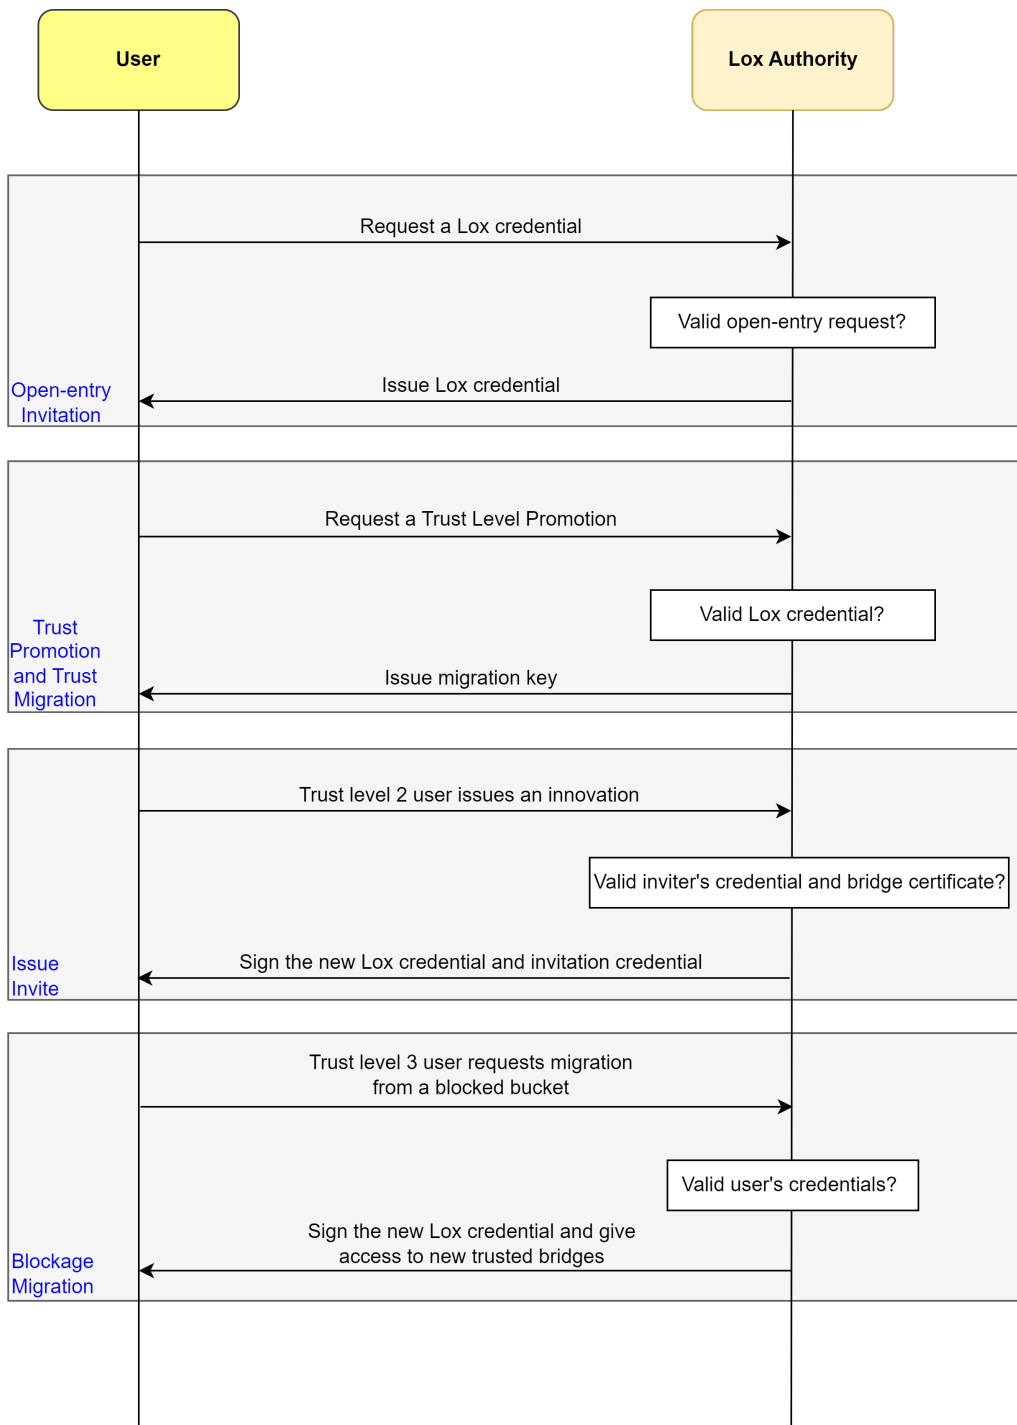 User
Lox Authority
Request a Lox credential
Valid open-entry request?
Issue Lox credential
Open-entry
Invitation
Request a Trust Level Promotion
Valid Lox credential?
Issue migration key
Trust
Promotion
and Trust
Migration
Trust level 2 user issues an innovation
Valid inviter's credential and bridge certificate?
Sign the new Lox credential and invitation credential
Issue
Invite
Trust level 3 user requests migration
from a blocked bucket
Valid user's credentials?
Sign the new Lox credential and give
access to new trusted bridges
Blockage
Migration